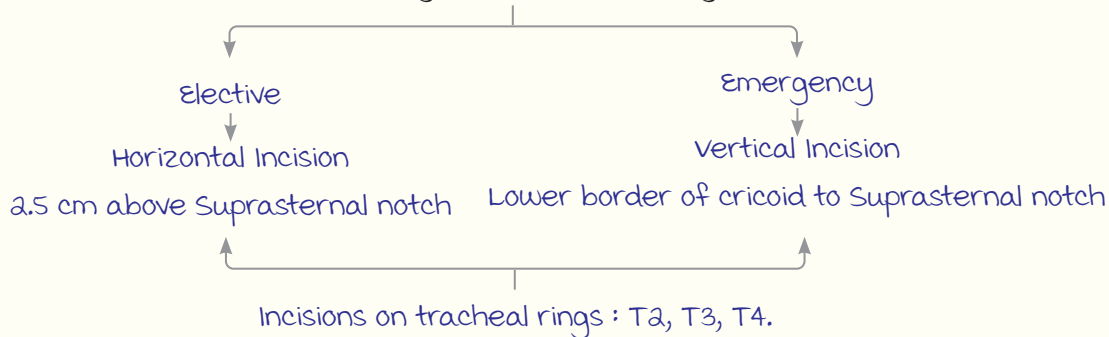 Elective
Emergency
Horizontal Incision
Vertical Incision
2.5 cm above Suprasternal notch
Lower border of cricoid to Suprasternal notch
Incisions on tracheal rings : T2, T3, T4.